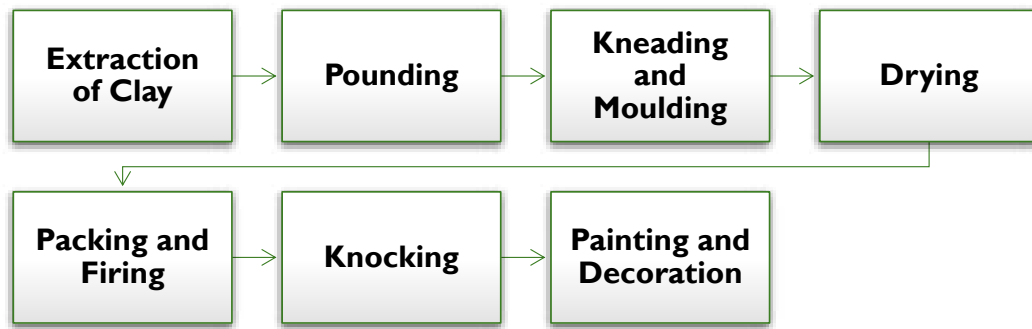 Extraction
of Clay
Pounding
Kneading
and
Moulding
Drying
Packing and
Firing
Knocking
Painting and
Decoration